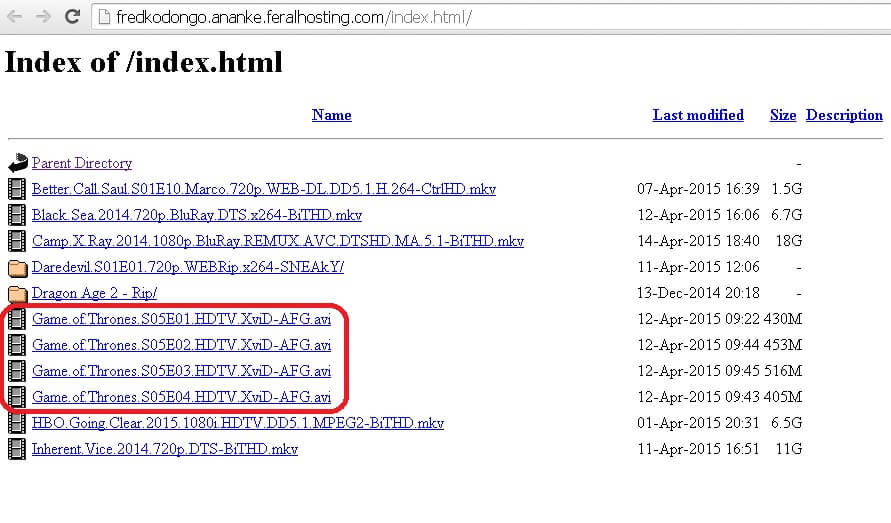 fredkodongo.ananke.feralhosting.com/index.html/
Index of /index.html
Name Last modified Size Description
Parent Directory -
Better.Call.Saul.S01E10.Marco.720p.WEB-DL.DD5.1.H.264-CtrlHD.mkv 07-Apr-2015 16:39 1.5G
Black.Sea.2014.720p.BluRay.DTS.x264-BiTHD.mkv 12-Apr-2015 16:06 6.7G
Camp.X.Ray.2014.1080p.BluRay.REMUX.AVC.DTSHD.MA.5.1-BiTHD.mkv 14-Apr-2015 18:40 18G
Daredevil.S01E01.720p.WEBRip.x264-SNEAkY/ 11-Apr-2015 12:06 -
Dragon Age 2 - Rip/ 13-Dec-2014 20:18 -
Game.of.Thrones.S05E01.HDTV.XviD-AFG.avi 12-Apr-2015 09:22 430M
Game.of.Thrones.S05E02.HDTV.XviD-AFG.avi 12-Apr-2015 09:44 453M
Game.of.Thrones.S05E03.HDTV.XviD-AFG.avi 12-Apr-2015 09:45 516M
Game.of.Thrones.S05E04.HDTV.XviD-AFG.avi 12-Apr-2015 09:43 405M
HBO.Going.Clear.2015.1080i.HDTV.DD5.1.MPEG2-BiTHD.mkv 01-Apr-2015 20:31 6.5G
Inherent.Vice.2014.720p.DTS-BiTHD.mkv 11-Apr-2015 16:51 11G